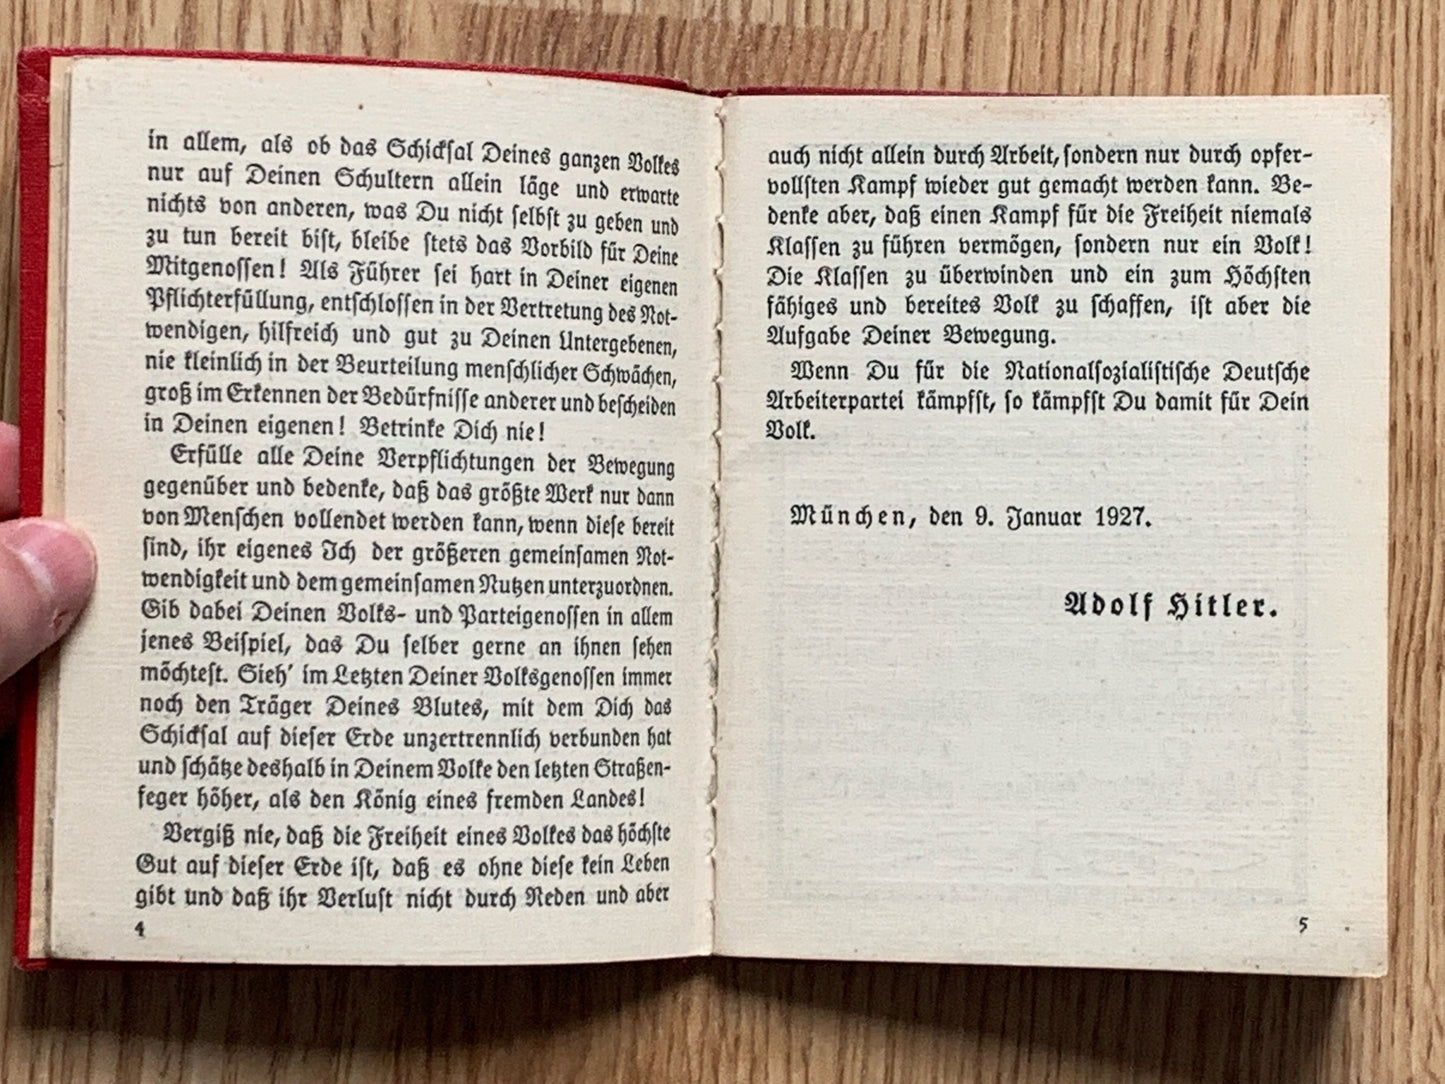 in allem, als ob das Schicksal Deines ganzen Volkes
nur auf Deinen Schultern allein läge und erwarte
nichts von anderen, was Du nicht selbst zu geben und
zu tun bereit bist, bleibe stets das Vorbild für Deine
Mitgenossen! Als Führer sei hart in Deiner eigenen
Pflichterfüllung, entschlossen in der Vertretung des Not-
wendigen, hilfreich und gut zu Deinen Untergebenen,
nie kleinlich in der Beurteilung menschlicher Schwächen,
groß im Erkennen der Bedürfnisse anderer und bescheiden
in Deinen eigenen! Betrinke Dich nie!
Erfülle alle Deine Verpflichtungen der Bewegung
gegenüber und bedenke, daß das größte Werk nur dann
von Menschen vollendet werden kann, wenn diese bereit
sind, ihr eigenes Ich der größeren gemeinsamen Not-
wendigkeit und dem gemeinsamen Nutzen unterzuordnen.
Gib dabei Deinen Volks- und Parteigenossen in allem
jenes Beispiel, das Du selber gerne an ihnen sehen
möchtest. Sieh' im Letzten Deiner Volksgenossen immer
noch den Träger Deines Blutes, mit dem Dich das
Schicksal auf dieser Erde unzertrennlich verbunden hat
und schätze deshalb in Deinem Volke den letzten Straßen-
feger höher, als den König eines fremden Landes!
Vergiß nie, daß die Freiheit eines Volkes das höchste
Gut auf dieser Erde ist, daß es ohne diese kein Leben
gibt und daß ihr Verlust nicht durch Reden und aber
4
auch nicht allein durch Arbeit, sondern nur durch opfer-
vollsten Kampf wieder gut gemacht werden kann. Be-
denke aber, daß einen Kampf für die Freiheit niemals
Klassen zu führen vermögen, sondern nur ein Volk!
Die Klassen zu überwinden und ein zum Höchsten
fähiges und bereites Volk zu schaffen, ist aber die
Aufgabe Deiner Bewegung.
Wenn Du für die Nationalsozialistische Deutsche
Arbeiterpartei kämpfst, so kämpfst Du damit für Dein
Volk.
München, den 9. Januar 1927.
Adolf Hitler.
5